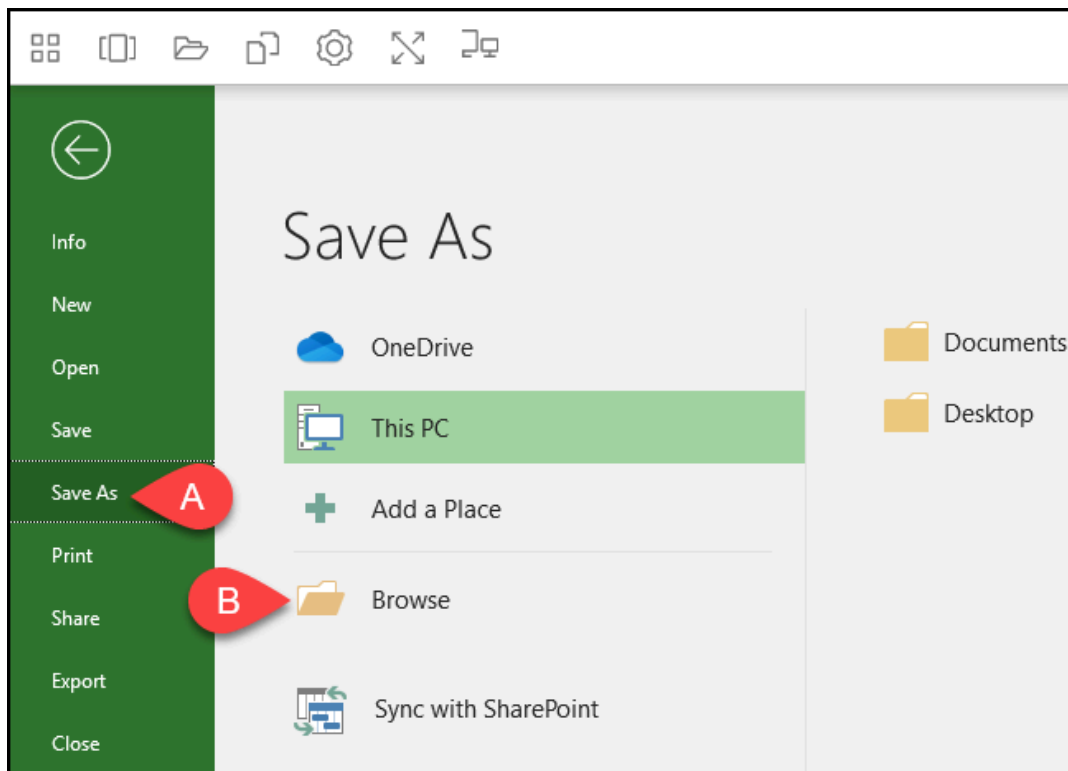 Info
New
Open
Save
Save As
A
Print
Share
Export
Close
Save As
OneDrive
This PC
Add a Place
B
Browse
Sync with SharePoint
Documents
Desktop